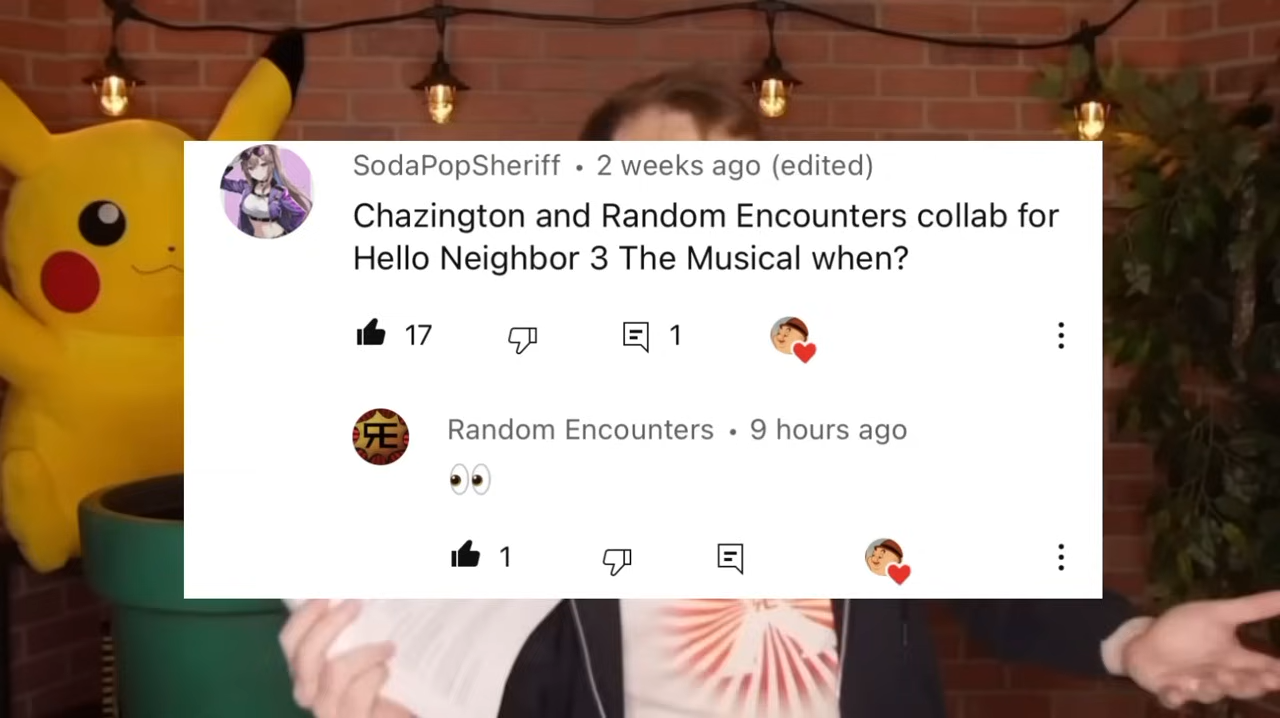 SodaPopSheriff • 2 weeks ago (edited)
Chazington and Random Encounters collab for
Hello Neighbor 3 The Musical when?
17
1
RE
Random Encounters • 9 hours ago
👀
1